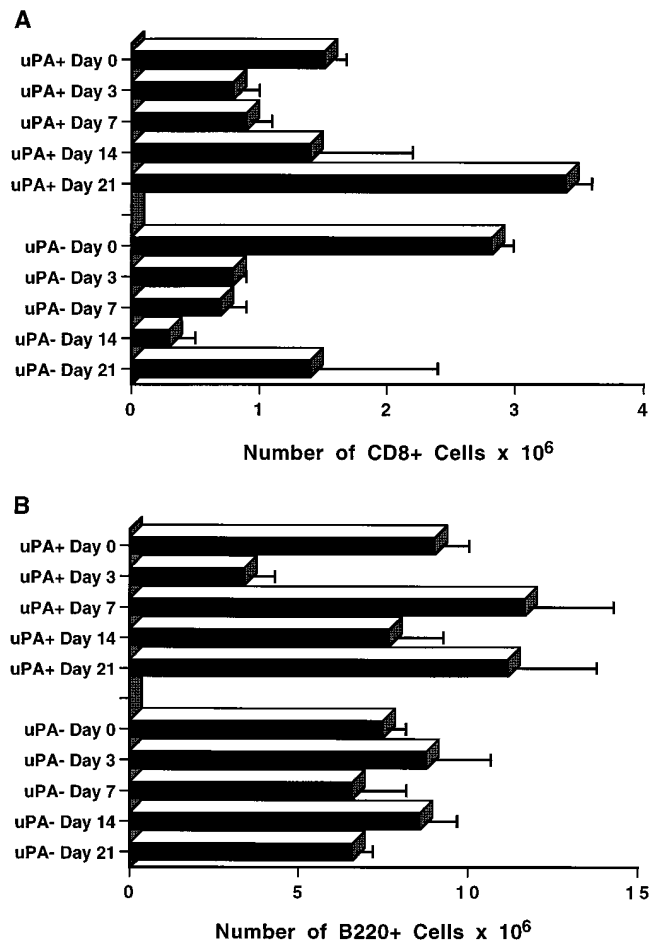 A
uPA+ Day 0
uPA+ Day 3
uPA+ Day 7
uPA+ Day 14
uPA+ Day 21
uPA- Day 0
uPA- Day 3
uPA- Day 7
uPA- Day 14
uPA- Day 21
0 1 2 3 4
Number of CD8+ Cells x 10⁶
B
uPA+ Day 0
uPA+ Day 3
uPA+ Day 7
uPA+ Day 14
uPA+ Day 21
uPA- Day 0
uPA- Day 3
uPA- Day 7
uPA- Day 14
uPA- Day 21
0 5 10 15
Number of B220+ Cells x 10⁶